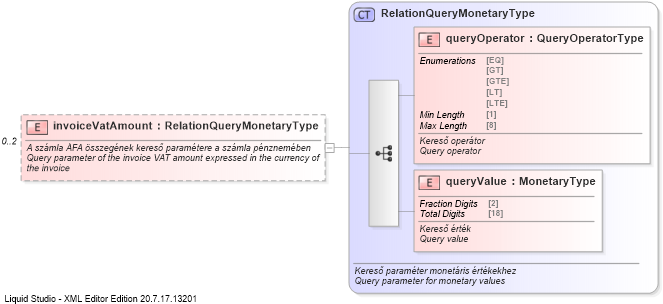 CT RelationQueryMonetaryType
E queryOperator : QueryOperatorType
Enumerations [EQ]
[GT]
[GTE]
[LT]
[LTE]
Min Length [1]
Max Length [8]
Kereső operátor
Query operator
0..2
E invoiceVatAmount : RelationQueryMonetaryType
A számla ÁFA összegének kereső paramétere a számla pénznemében
Query parameter of the invoice VAT amount expressed in the currency of
the invoice
E queryValue : MonetaryType
Fraction Digits [2]
Total Digits [18]
Kereső érték
Query value
Kereső paraméter monetáris értékekhez
Query parameter for monetary values
Liquid Studio - XML Editor Edition 20.7.17.13201